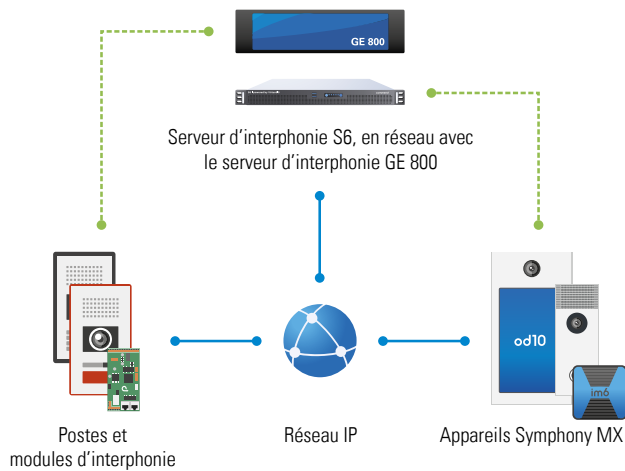 GE 800
Serveur d'interphonie S6, en réseau avec
le serveur d'interphonie GE 800
od10
im6
Postes et
modules d'interphonie
Réseau IP
Appareils Symphony MX